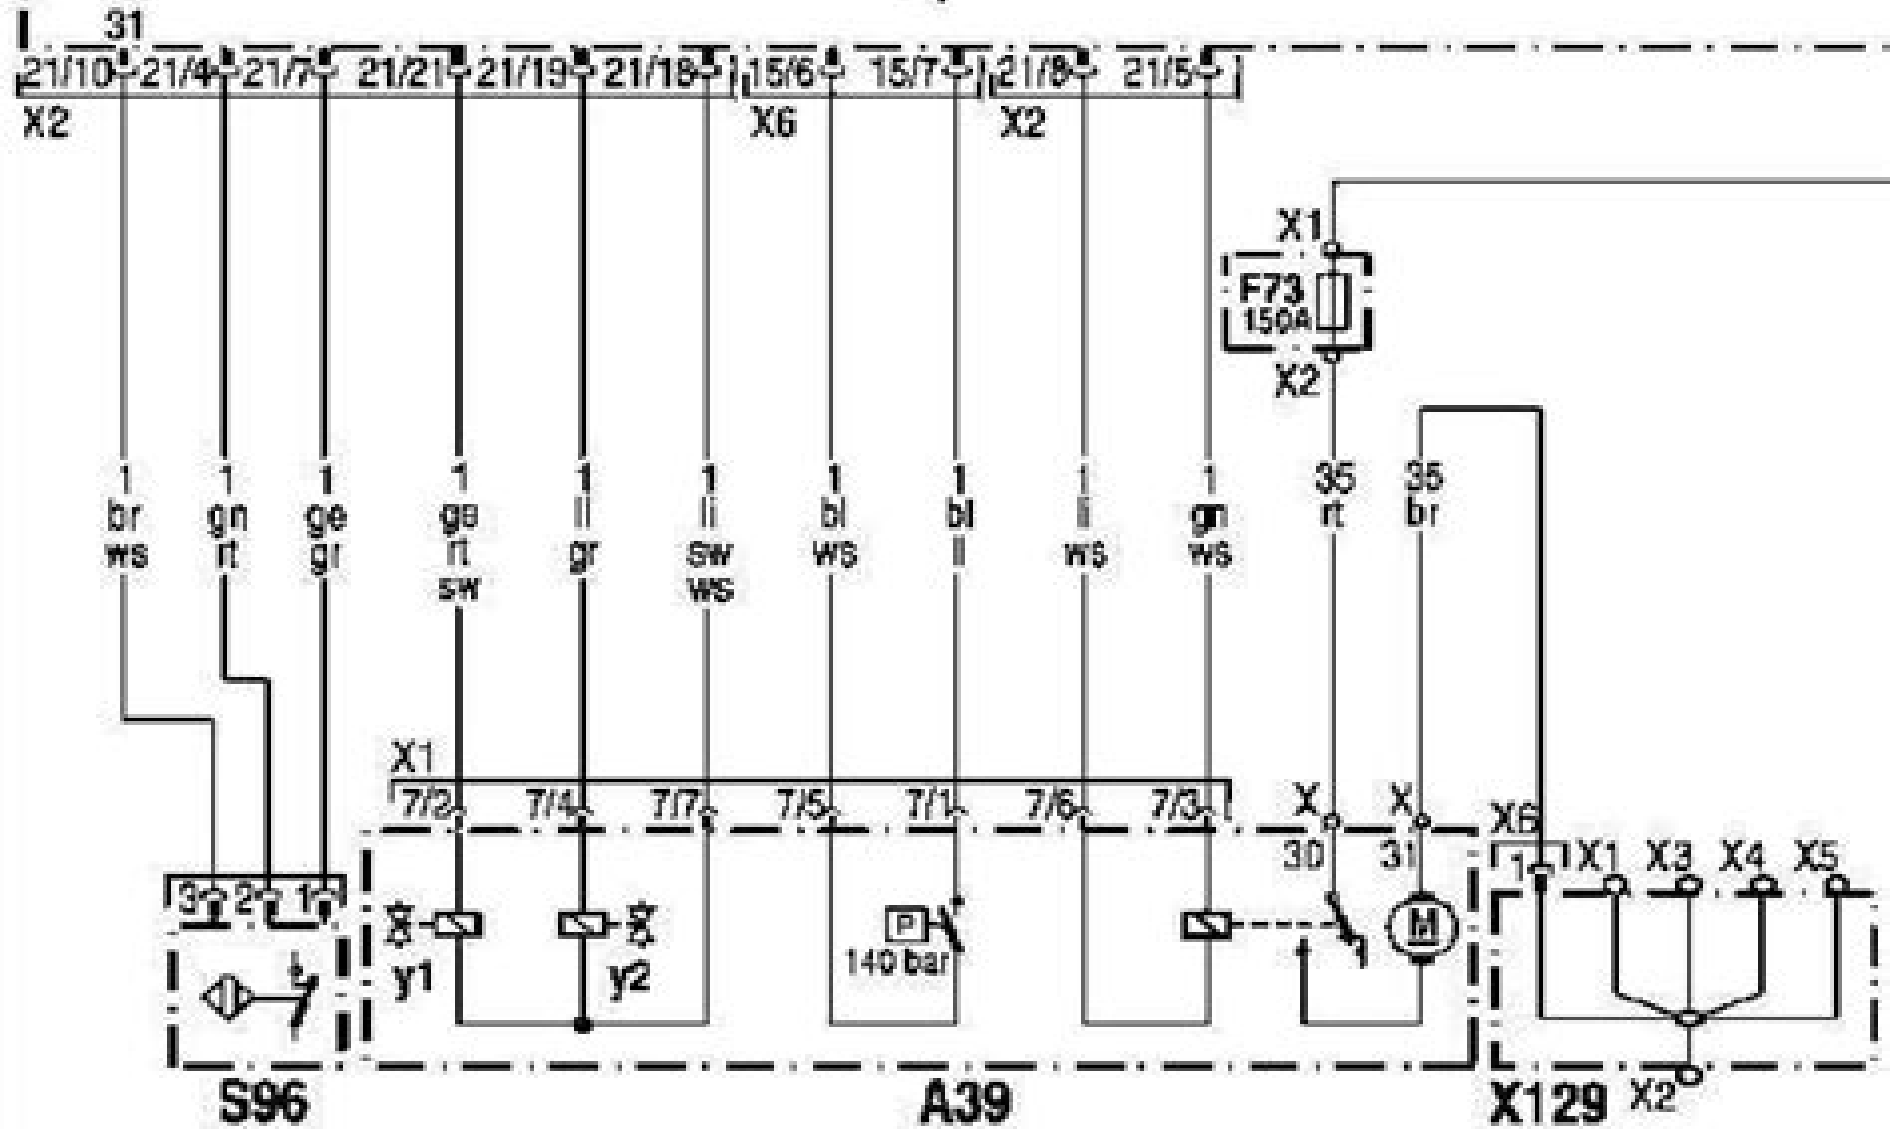 31
21/10 21/4 21/7 21/21 21/19 21/18 15/6 15/7 21/8 21/5
X2 X6 X2
X1
F73
150A
X2
1 1 1 1 1 1 1 1 1 1 35 35
br gn ge ge li li bl bl li gn rt br
ws rt gr rt gr sw ws li ws ws
sw ws
X1
7/2 7/4 7/7 7/5 7/1 7/6 7/3 X X X6
30 31 1 X1 X3 X4 X5
3 2 1
P M
140 bar
y1 y2
S96 A39 X129 X2